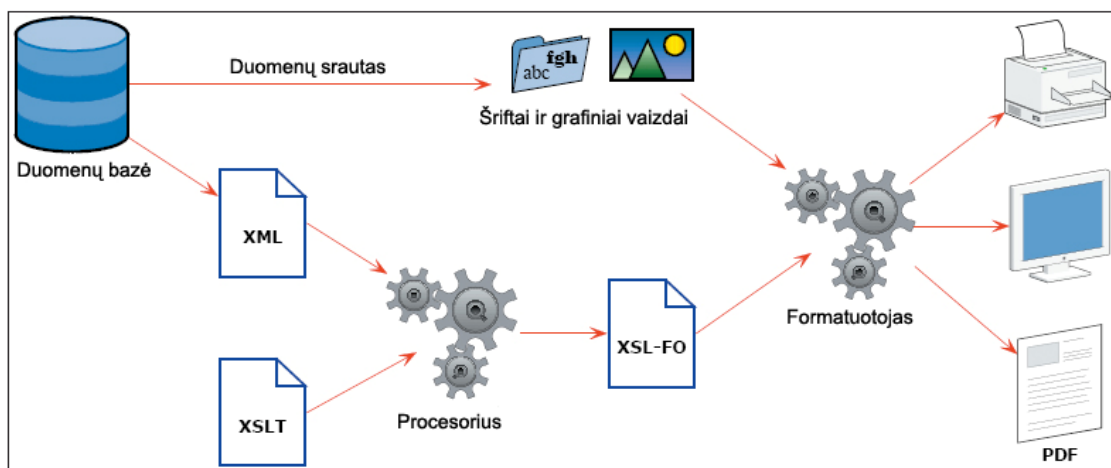 Duomenų srautas
fgh
abc
Šriftai ir grafiniai vaizdai
Duomenų bazė
XML
XSL-FO
Formatuotojas
XSLT
Procesorius
PDF